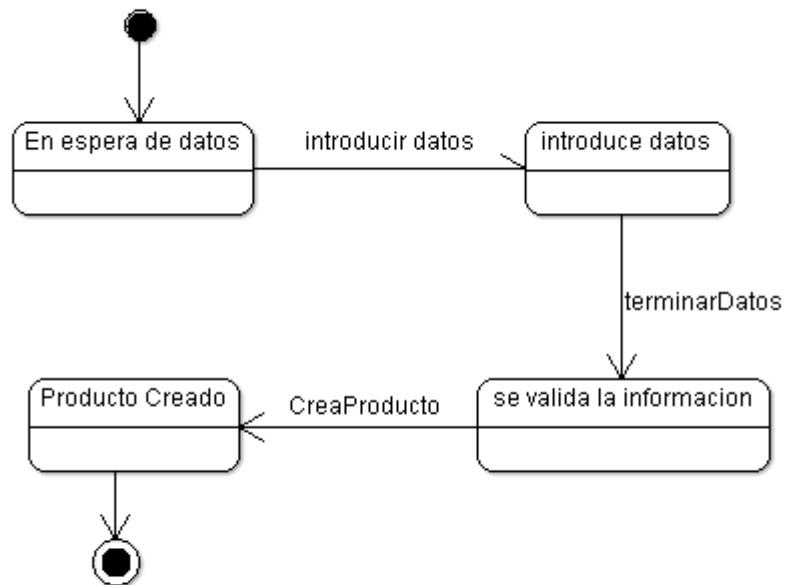 En espera de datos
introducir datos
introduce datos
terminarDatos
se valida la informacion
CreaProducto
Producto Creado